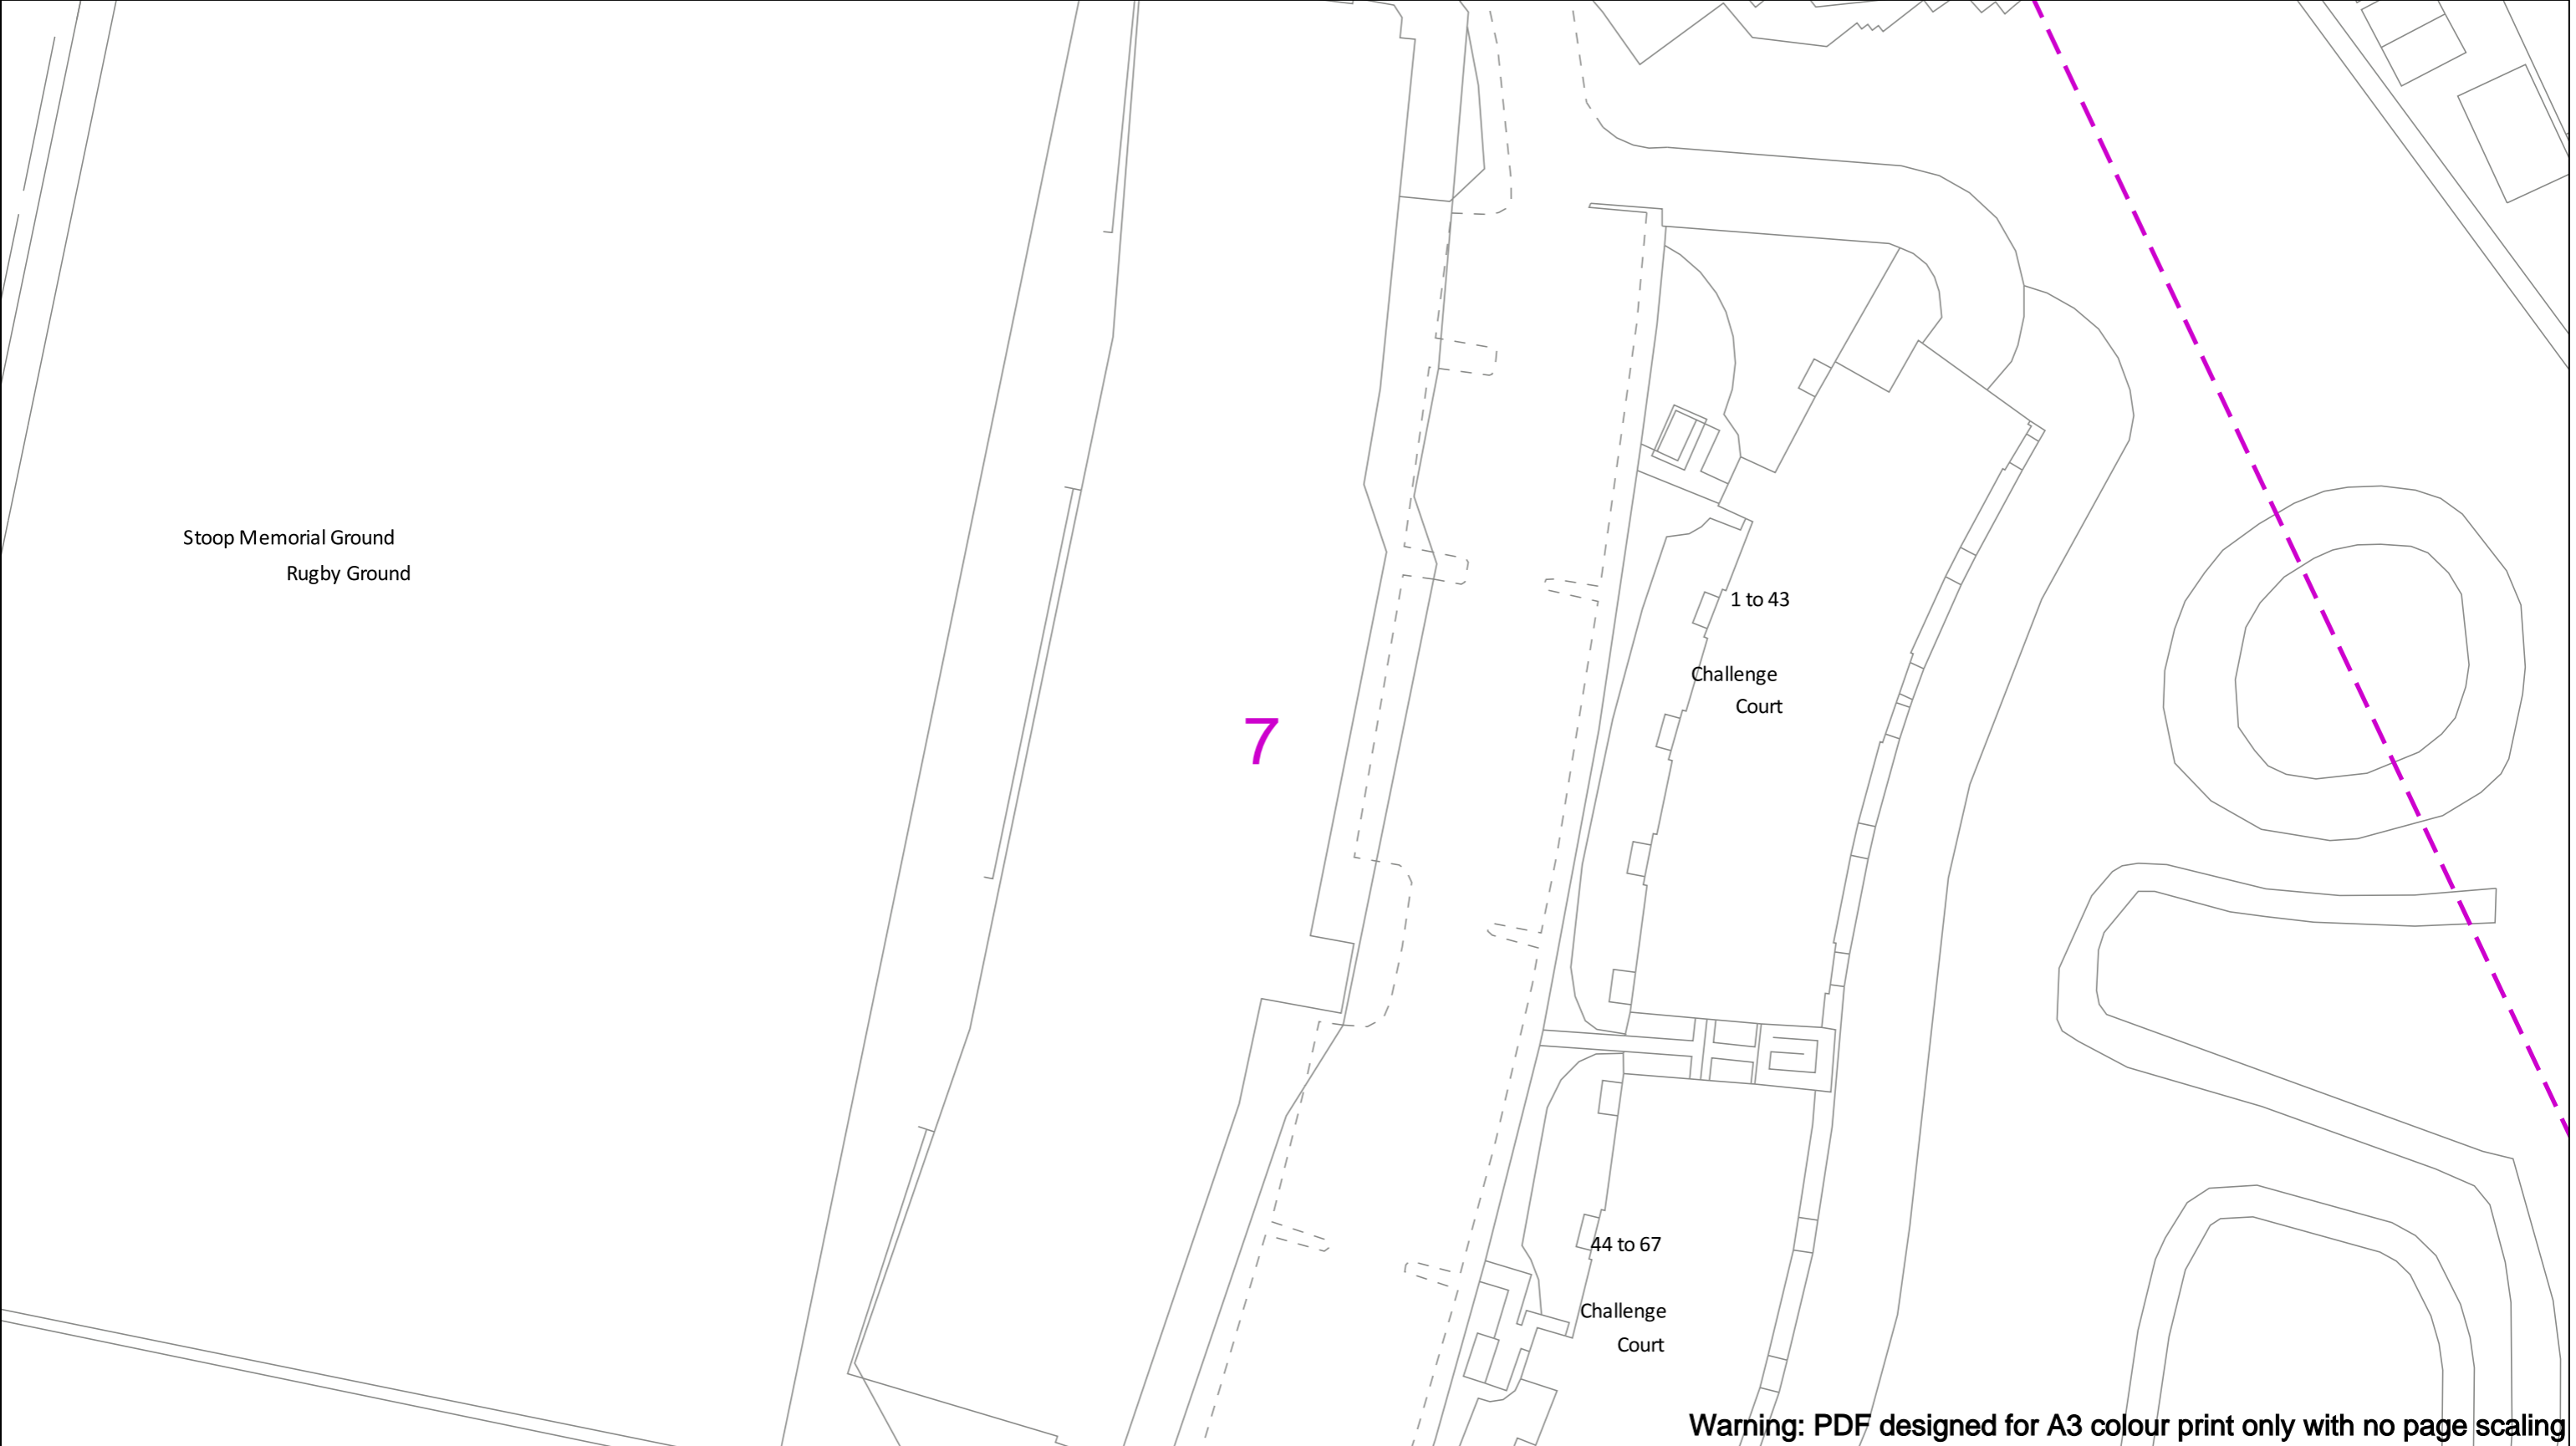 Stoop Memorial Ground
Rugby Ground
1 to 43
Challenge
Court
7
44 to 67
Challenge
Court
Warning: PDF designed for A3 colour print only with no page scaling